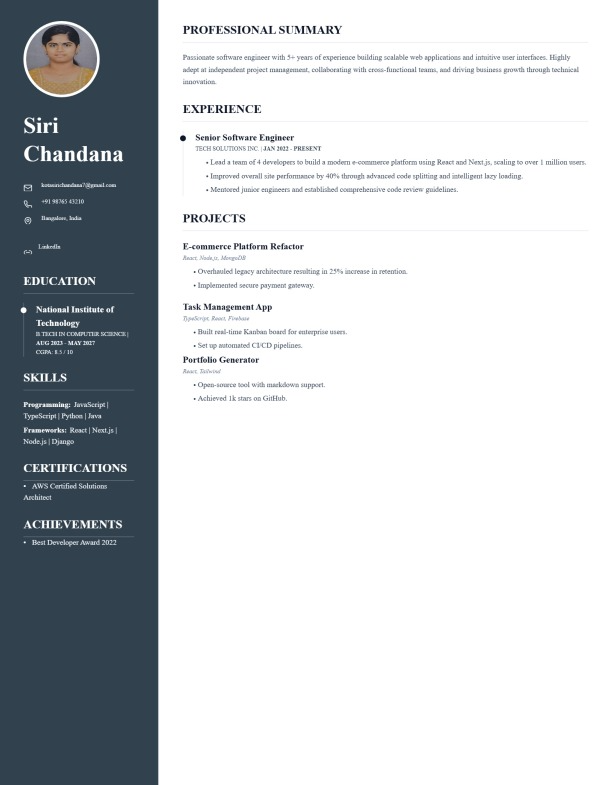 Siri
Chandana
kotasirichandana7@gmail.com
+91 98765 43210
Bangalore, India
LinkedIn
EDUCATION
National Institute of
Technology
B.TECH IN COMPUTER SCIENCE |
AUG 2023 - MAY 2027
CGPA: 8.5 / 10
SKILLS
Programming: JavaScript |
TypeScript | Python | Java
Frameworks: React | Next.js |
Node.js | Django
CERTIFICATIONS
• AWS Certified Solutions
Architect
ACHIEVEMENTS
• Best Developer Award 2022
PROFESSIONAL SUMMARY
Passionate software engineer with 5+ years of experience building scalable web applications and intuitive user interfaces. Highly
adept at independent project management, collaborating with cross-functional teams, and driving business growth through technical
innovation.
EXPERIENCE
Senior Software Engineer
TECH SOLUTIONS INC. | JAN 2022 - PRESENT
• Lead a team of 4 developers to build a modern e-commerce platform using React and Next.js, scaling to over 1 million users.
• Improved overall site performance by 40% through advanced code splitting and intelligent lazy loading.
• Mentored junior engineers and established comprehensive code review guidelines.
PROJECTS
E-commerce Platform Refactor
React, Node.js, MongoDB
• Overhauled legacy architecture resulting in 25% increase in retention.
• Implemented secure payment gateway.
Task Management App
TypeScript, React, Firebase
• Built real-time Kanban board for enterprise users.
• Set up automated CI/CD pipelines.
Portfolio Generator
React, Tailwind
• Open-source tool with markdown support.
• Achieved 1k stars on GitHub.